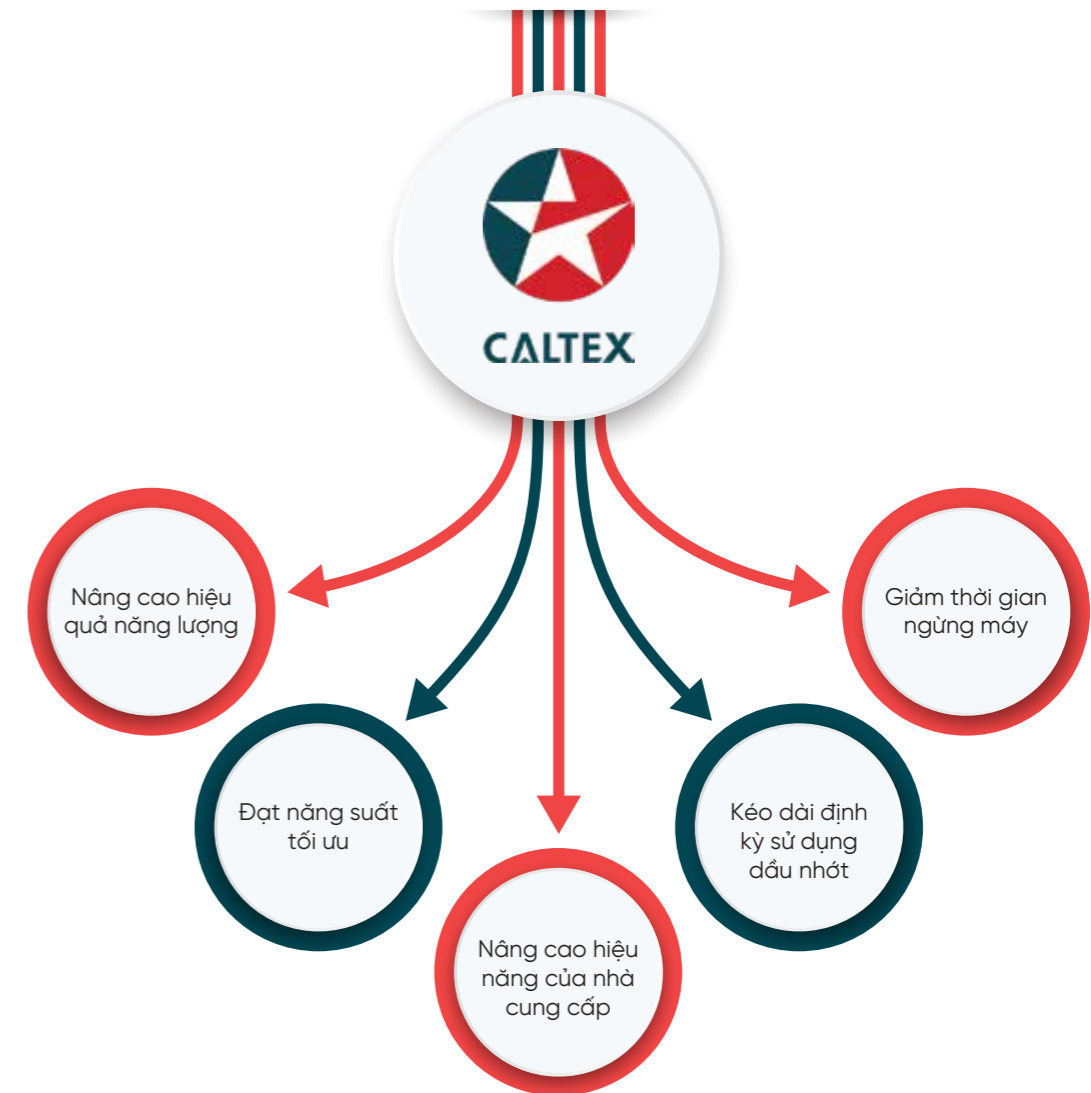 CALTEX
Nâng cao hiệu
quả năng lượng
Giảm thời gian
ngừng máy
Đạt năng suất
tối ưu
Kéo dài định
kỳ sử dụng
dầu nhớt
Nâng cao hiệu
năng của nhà
cung cấp